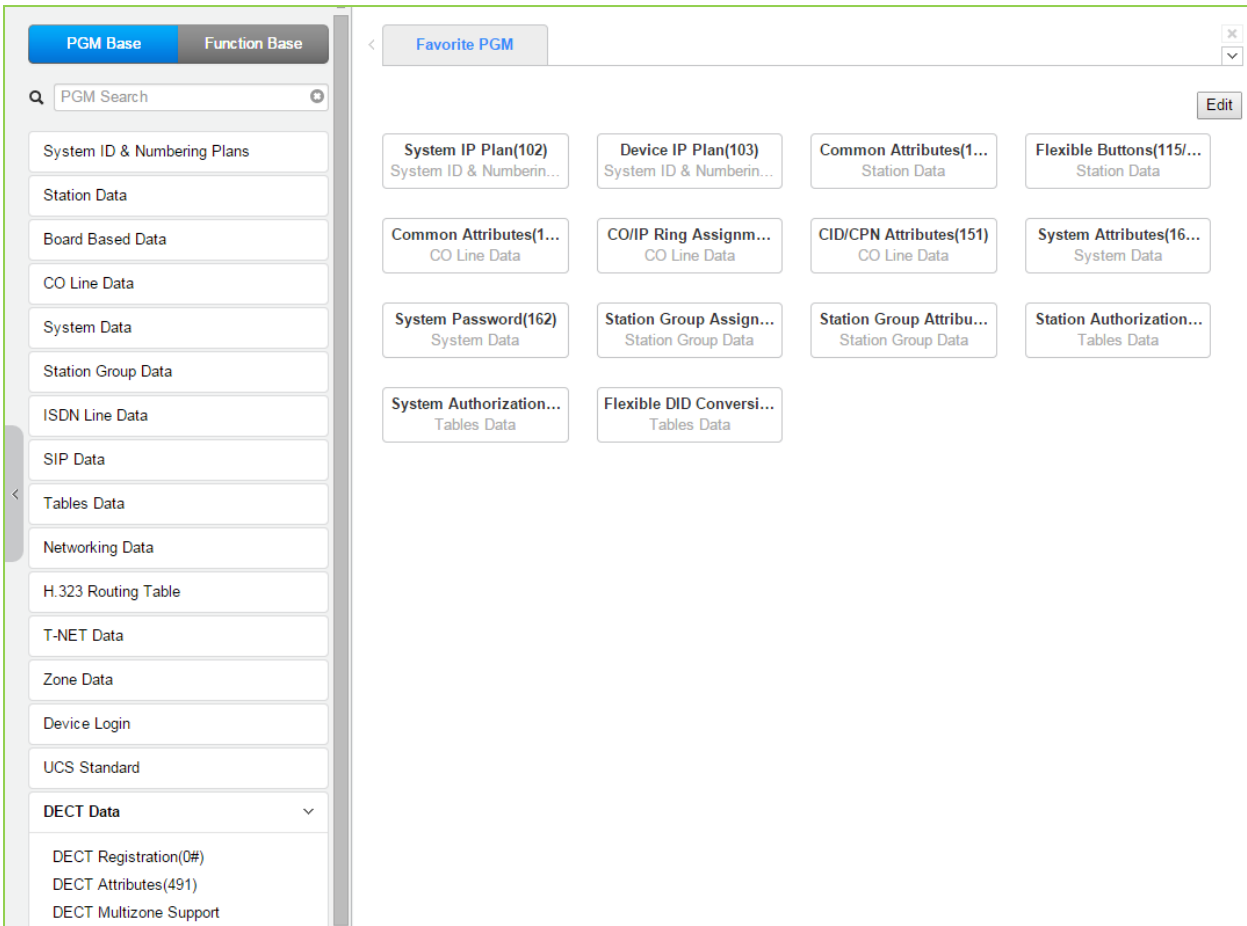 PGM Base
Function Base
PGM Search
System ID & Numbering Plans
Station Data
Board Based Data
CO Line Data
System Data
Station Group Data
ISDN Line Data
SIP Data
Tables Data
Networking Data
H.323 Routing Table
T-NET Data
Zone Data
Device Login
UCS Standard
DECT Data
DECT Registration(0#)
DECT Attributes(491)
DECT Multizone Support
Favorite PGM
Edit
System IP Plan(102)
System ID & Numberin...
Device IP Plan(103)
System ID & Numberin...
Common Attributes(1...
Station Data
Flexible Buttons(115/...
Station Data
Common Attributes(1...
CO Line Data
CO/IP Ring Assignm...
CO Line Data
CID/CPN Attributes(151)
CO Line Data
System Attributes(16...
System Data
System Password(162)
System Data
Station Group Assign...
Station Group Data
Station Group Attribu...
Station Group Data
Station Authorization...
Tables Data
System Authorization...
Tables Data
Flexible DID Conversi...
Tables Data